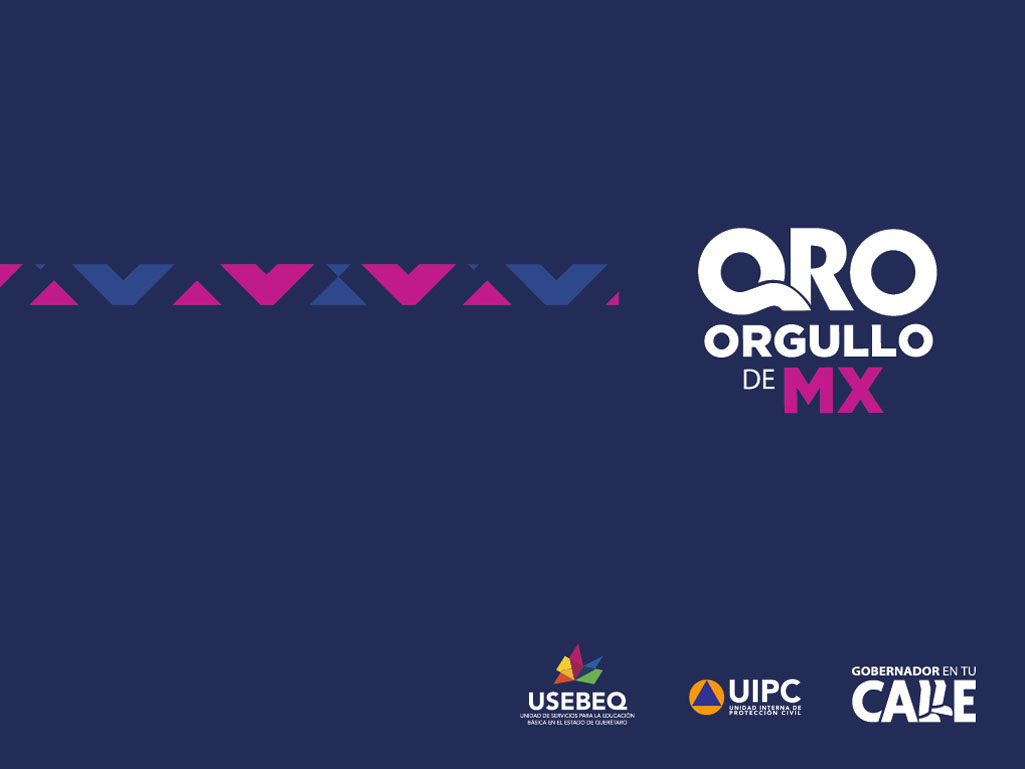 QRO
ORGULLO
DE MX
USEBEQ
UNIDAD DE SERVICIOS PARA LA EDUCACIÓN
BÁSICA EN EL ESTADO DE QUERÉTARO
UIPC
UNIDAD INTERNA DE
PROTECCIÓN CIVIL
GOBERNADOR EN TU
CALLE